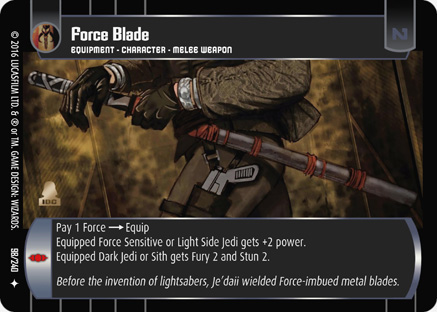 Force Blade
N
EQUIPMENT - CHARACTER - MELEE WEAPON
© 2016 LUCASFILM LTD. & ® or TM. GAME DESIGN: WIZARDS.
98/240
Pay 1 Force → Equip
Equipped Force Sensitive or Light Side Jedi gets +2 power.
Equipped Dark Jedi or Sith gets Fury 2 and Stun 2.
Before the invention of lightsabers, Je'daii wielded Force-imbued metal blades.